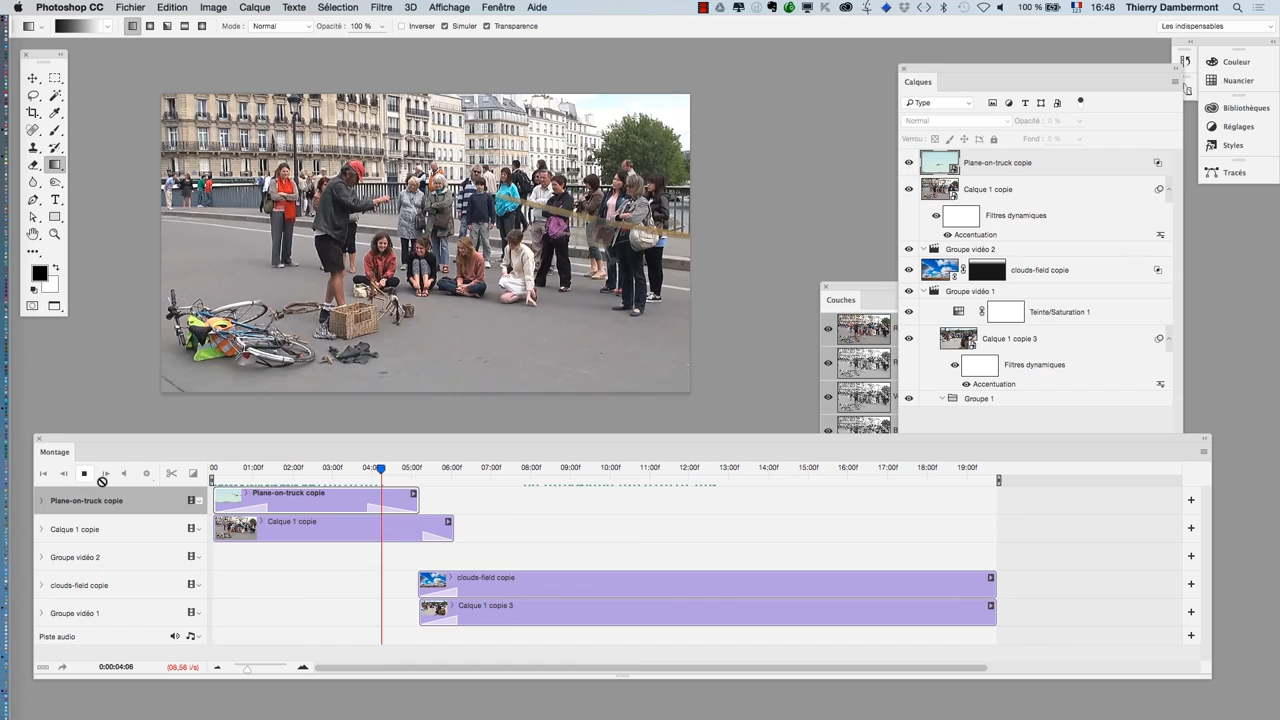 Photoshop CC Fichier Edition Image Calque Texte Sélection Filtre 3D Affichage Fenêtre Aide 100 % 16:48 Thierry Dambermont
Mode : Normal Opacité : 100 % Inverser Simuler Transparence Les indispensables
Calques
Type
Normal Opacité : 0 %
Verrou : Fond : 0 %
Plane-on-truck copie
Calque 1 copie
Filtres dynamiques
Accentuation
Groupe vidéo 2
clouds-field copie
Groupe vidéo 1
Teinte/Saturation 1
Calque 1 copie 3
Filtres dynamiques
Accentuation
Groupe 1
Couleur
Nuancier
Bibliothèques
Réglages
Styles
Tracés
Couches
R
R
V
B
Montage
00 01:00f 02:00f 03:00f 04:00f 05:00f 06:00f 07:00f 08:00f 09:00f 10:00f 11:00f 12:00f 13:00f 14:00f 15:00f 16:00f 17:00f 18:00f 19:00f
Plane-on-truck copie Plane-on-truck copie
Calque 1 copie Calque 1 copie
Groupe vidéo 2
clouds-field copie clouds-field copie
Groupe vidéo 1 Calque 1 copie 3
Piste audio
0:00:04:06 (08,56 i/s)